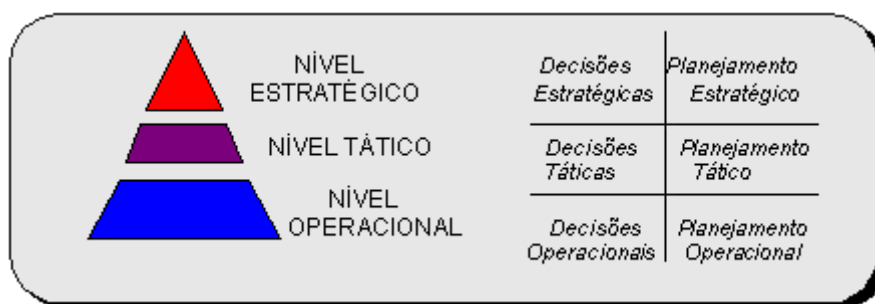 NÍVEL
ESTRATÉGICO
Decisões
Estratégicas
Planejamento
Estratégico
NÍVEL TÁTICO
Decisões
Táticas
Planejamento
Tático
NÍVEL
OPERACIONAL
Decisões
Operacionais
Planejamento
Operacional